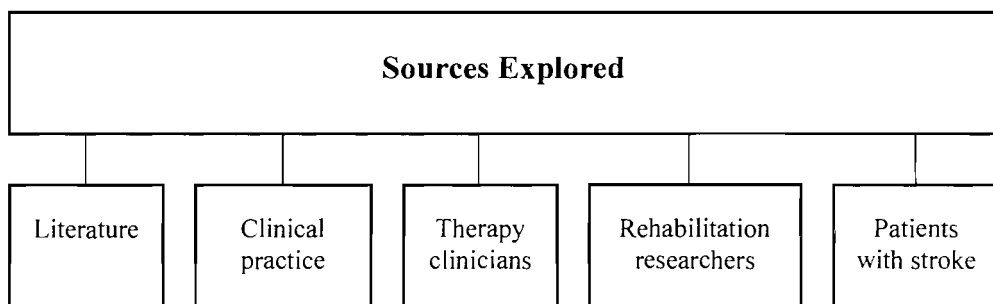 Sources Explored
Literature
Clinical
practice
Therapy
clinicians
Rehabilitation
researchers
Patients
with stroke